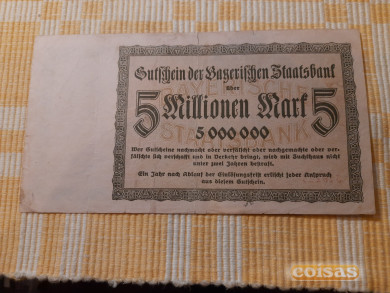 Gutschein der Bayerischen Staatsbank
über
5 Millionen Mark 5
5 000 000
Wer Gutscheine nachmacht oder verfälscht oder nachgemachte oder ver-
fälschte sich verschafft und in Verkehr bringt, wird mit Zuchthaus nicht
unter zwei Jahren bestraft.
Ein Jahr nach Ablauf der Einlösungsfrist erlischt jeder Anspruch
aus diesem Gutschein.
BAYERISCHE
STAATSBANK
coisas